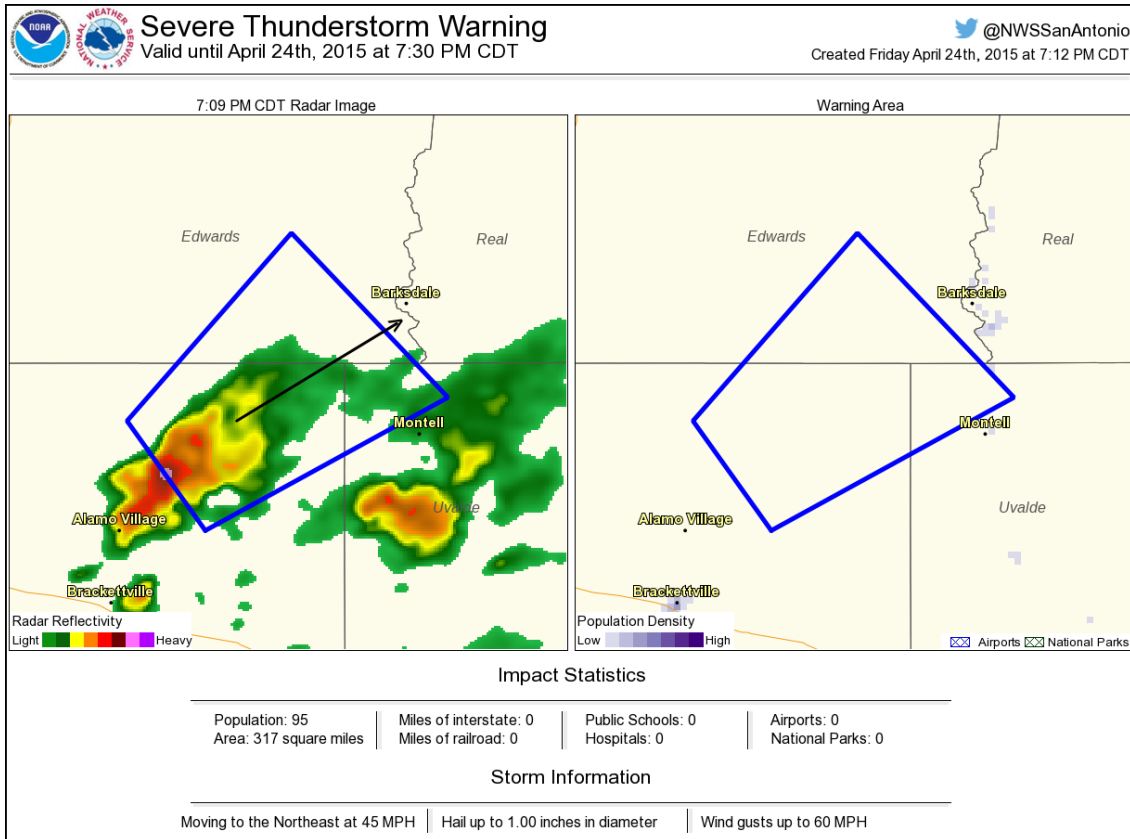 NOAA
NATIONAL WEATHER SERVICE
Severe Thunderstorm Warning
Valid until April 24th, 2015 at 7:30 PM CDT
@NWSSanAntonio
Created Friday April 24th, 2015 at 7:12 PM CDT
7:09 PM CDT Radar Image
Edwards
Real
Barksdale
Montell
Uvalde
Alamo Village
Brackettville
Radar Reflectivity
Light Heavy
Warning Area
Edwards
Real
Barksdale
Montell
Uvalde
Alamo Village
Brackettville
Population Density
Low High
Airports National Parks
Impact Statistics
Population: 95
Area: 317 square miles
Miles of interstate: 0
Miles of railroad: 0
Public Schools: 0
Hospitals: 0
Airports: 0
National Parks: 0
Storm Information
Moving to the Northeast at 45 MPH
Hail up to 1.00 inches in diameter
Wind gusts up to 60 MPH